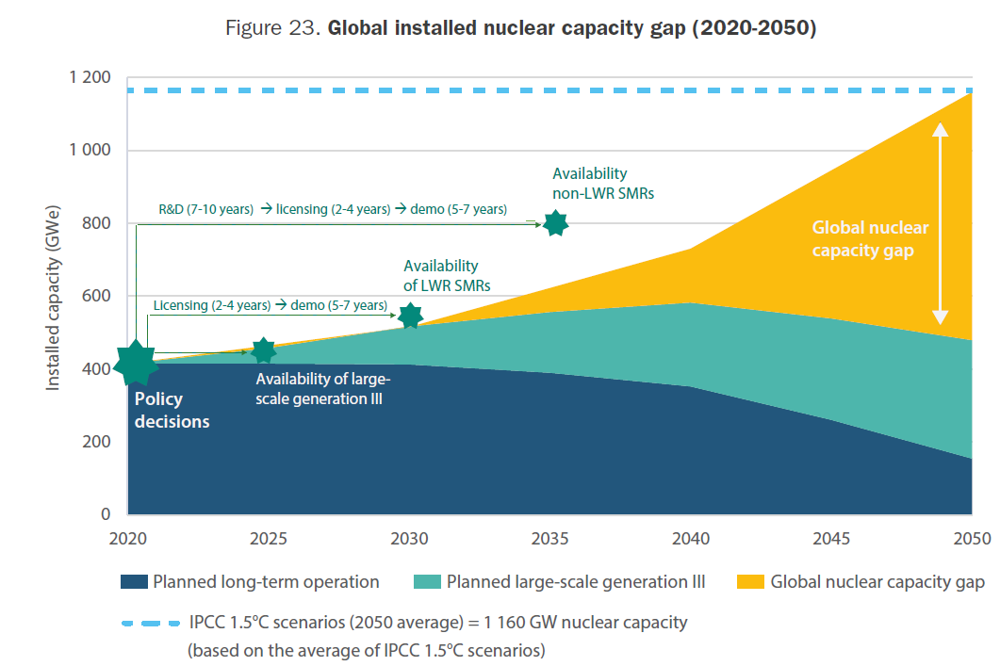 Figure 23. Global installed nuclear capacity gap (2020-2050)
Installed capacity (GWe)
1 200
1 000
800
600
400
200
0
Availability
non-LWR SMRs
R&D (7-10 years) → licensing (2-4 years) → demo (5-7 years)
Global nuclear
capacity gap
Availability
of LWR SMRs
Licensing (2-4 years) → demo (5-7 years)
Availability of large-
scale generation III
Policy
decisions
2020 2025 2030 2035 2040 2045 2050
Planned long-term operation Planned large-scale generation III Global nuclear capacity gap
IPCC 1.5°C scenarios (2050 average) = 1 160 GW nuclear capacity
(based on the average of IPCC 1.5°C scenarios)